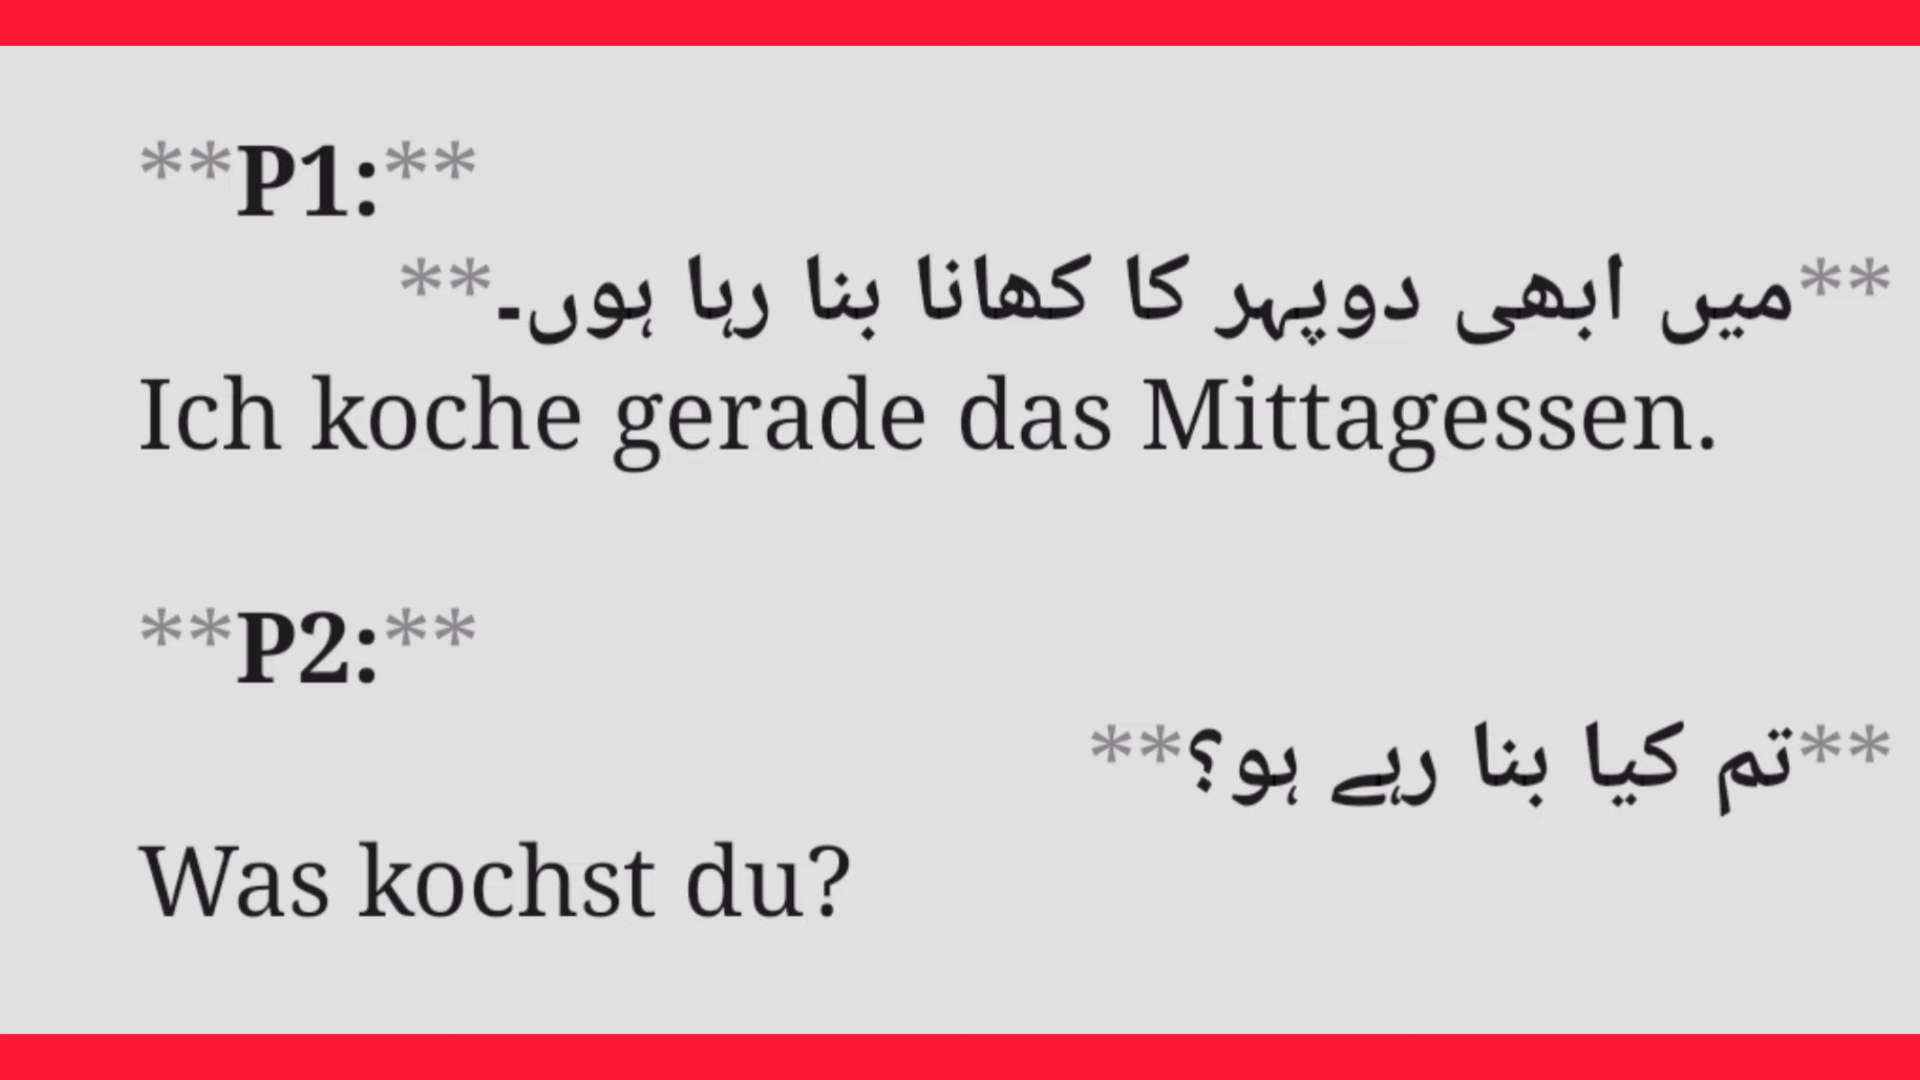 **P1:**
**میں ابھی دوپہر کا کھانا بنا رہا ہوں۔**
Ich koche gerade das Mittagessen.
**P2:**
**تم کیا بنا رہے ہو؟**
Was kochst du?